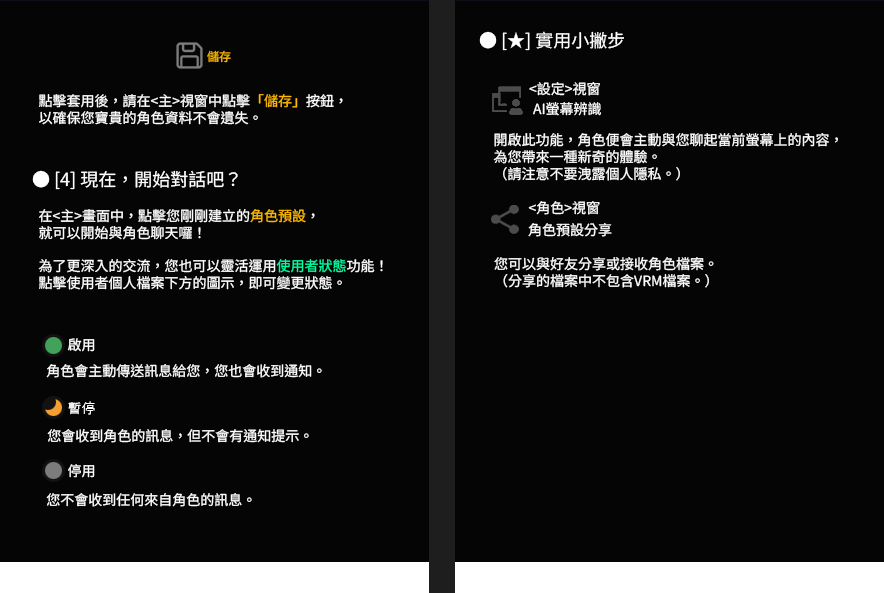 儲存
點擊套用後，請在<主>視窗中點擊「儲存」按鈕，
以確保您寶貴的角色資料不會遺失。
[4] 現在，開始對話吧？
在<主>畫面中，點擊您剛剛建立的角色預設，
就可以開始與角色聊天囉！
為了更深入的交流，您也可以靈活運用使用者狀態功能！
點擊使用者個人檔案下方的圖示，即可變更狀態。
啟用
角色會主動傳送訊息給您，您也會收到通知。
暫停
您會收到角色的訊息，但不會有通知提示。
停用
您不會收到任何來自角色的訊息。
[★] 實用小撇步
<設定>視窗
AI螢幕辨識
開啟此功能，角色便會主動與您聊起當前螢幕上的內容，
為您帶來一種新奇的體驗。
（請注意不要洩露個人隱私。）
<角色>視窗
角色預設分享
您可以與好友分享或接收角色檔案。
（分享的檔案中不包含VRM檔案。）